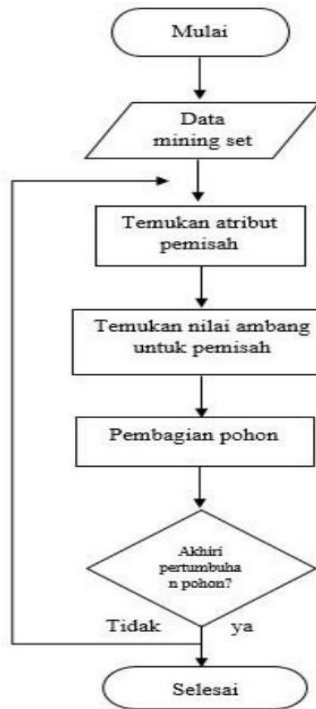 Mulai
Data
mining set
Temukan atribut
pemisah
Temukan nilai ambang
untuk pemisah
Pembagian pohon
Akhiri
pertumbuha
n pohon?
Tidak ya
Selesai